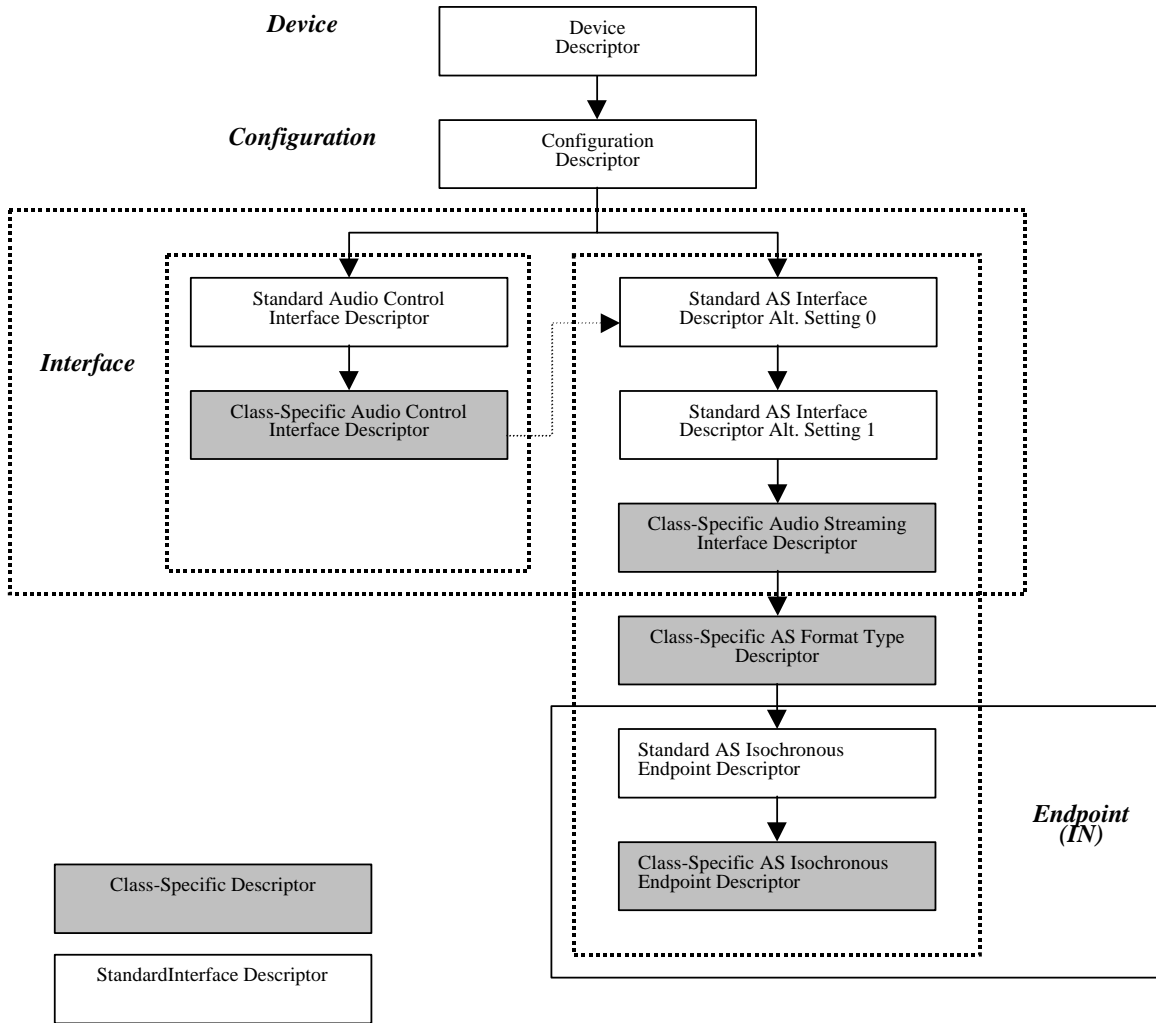 Device
Device
Descriptor
Configuration
Configuration
Descriptor
Standard Audio Control
Interface Descriptor
Standard AS Interface
Descriptor Alt. Setting 0
Interface
Class-Specific Audio Control
Interface Descriptor
Standard AS Interface
Descriptor Alt. Setting 1
Class-Specific Audio Streaming
Interface Descriptor
Class-Specific AS Format Type
Descriptor
Standard AS Isochronous
Endpoint Descriptor
Endpoint
(IN)
Class-Specific AS Isochronous
Endpoint Descriptor
Class-Specific Descriptor
StandardInterface Descriptor